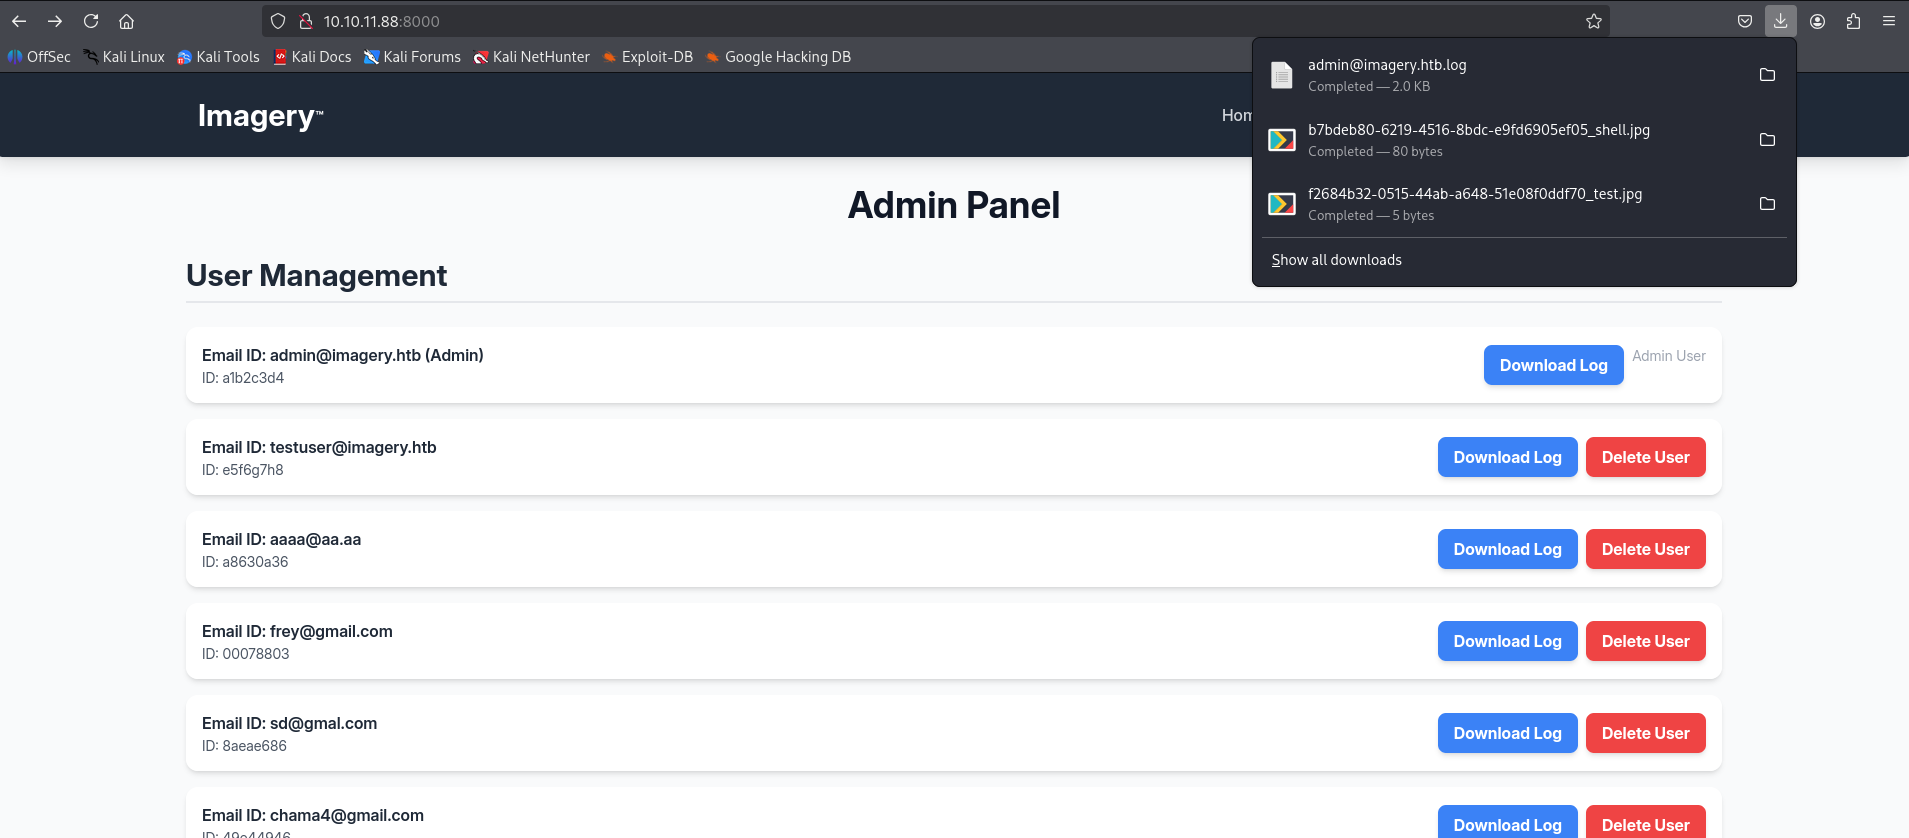 10.10.11.88:8000
OffSec Kali Linux Kali Tools Kali Docs Kali Forums Kali NetHunter Exploit-DB Google Hacking DB
admin@imagery.htb.log
Completed — 2.0 KB
b7bdeb80-6219-4516-8bdc-e9fd6905ef05_shell.jpg
Completed — 80 bytes
f2684b32-0515-44ab-a648-51e08f0ddf70_test.jpg
Completed — 5 bytes
Show all downloads
Imagery™
Admin Panel
User Management
Email ID: admin@imagery.htb (Admin)
ID: a1b2c3d4
Download Log Admin User
Email ID: testuser@imagery.htb
ID: e5f6g7h8
Download Log Delete User
Email ID: aaaa@aa.aa
ID: a8630a36
Download Log Delete User
Email ID: frey@gmail.com
ID: 00078803
Download Log Delete User
Email ID: sd@gmal.com
ID: 8aeae686
Download Log Delete User
Email ID: chama4@gmail.com
Download Log Delete User